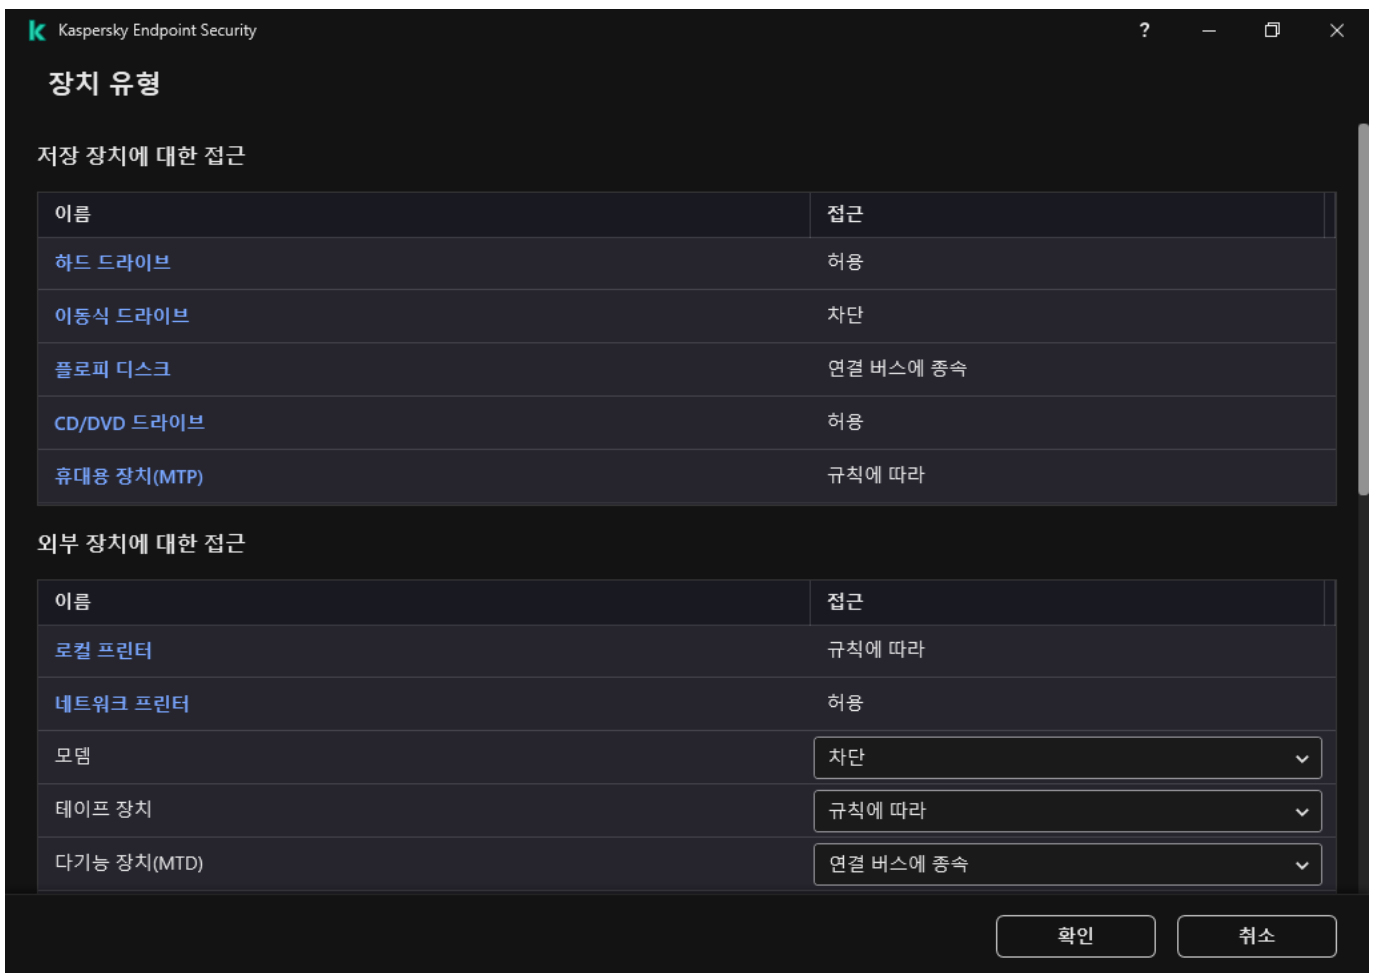 Kaspersky Endpoint Security
장치 유형
저장 장치에 대한 접근
이름 접근
하드 드라이브 허용
이동식 드라이브 차단
플로피 디스크 연결 버스에 종속
CD/DVD 드라이브 허용
휴대용 장치(MTP) 규칙에 따라
외부 장치에 대한 접근
이름 접근
로컬 프린터 규칙에 따라
네트워크 프린터 허용
모뎀 차단
테이프 장치 규칙에 따라
다기능 장치(MTD) 연결 버스에 종속
확인 취소